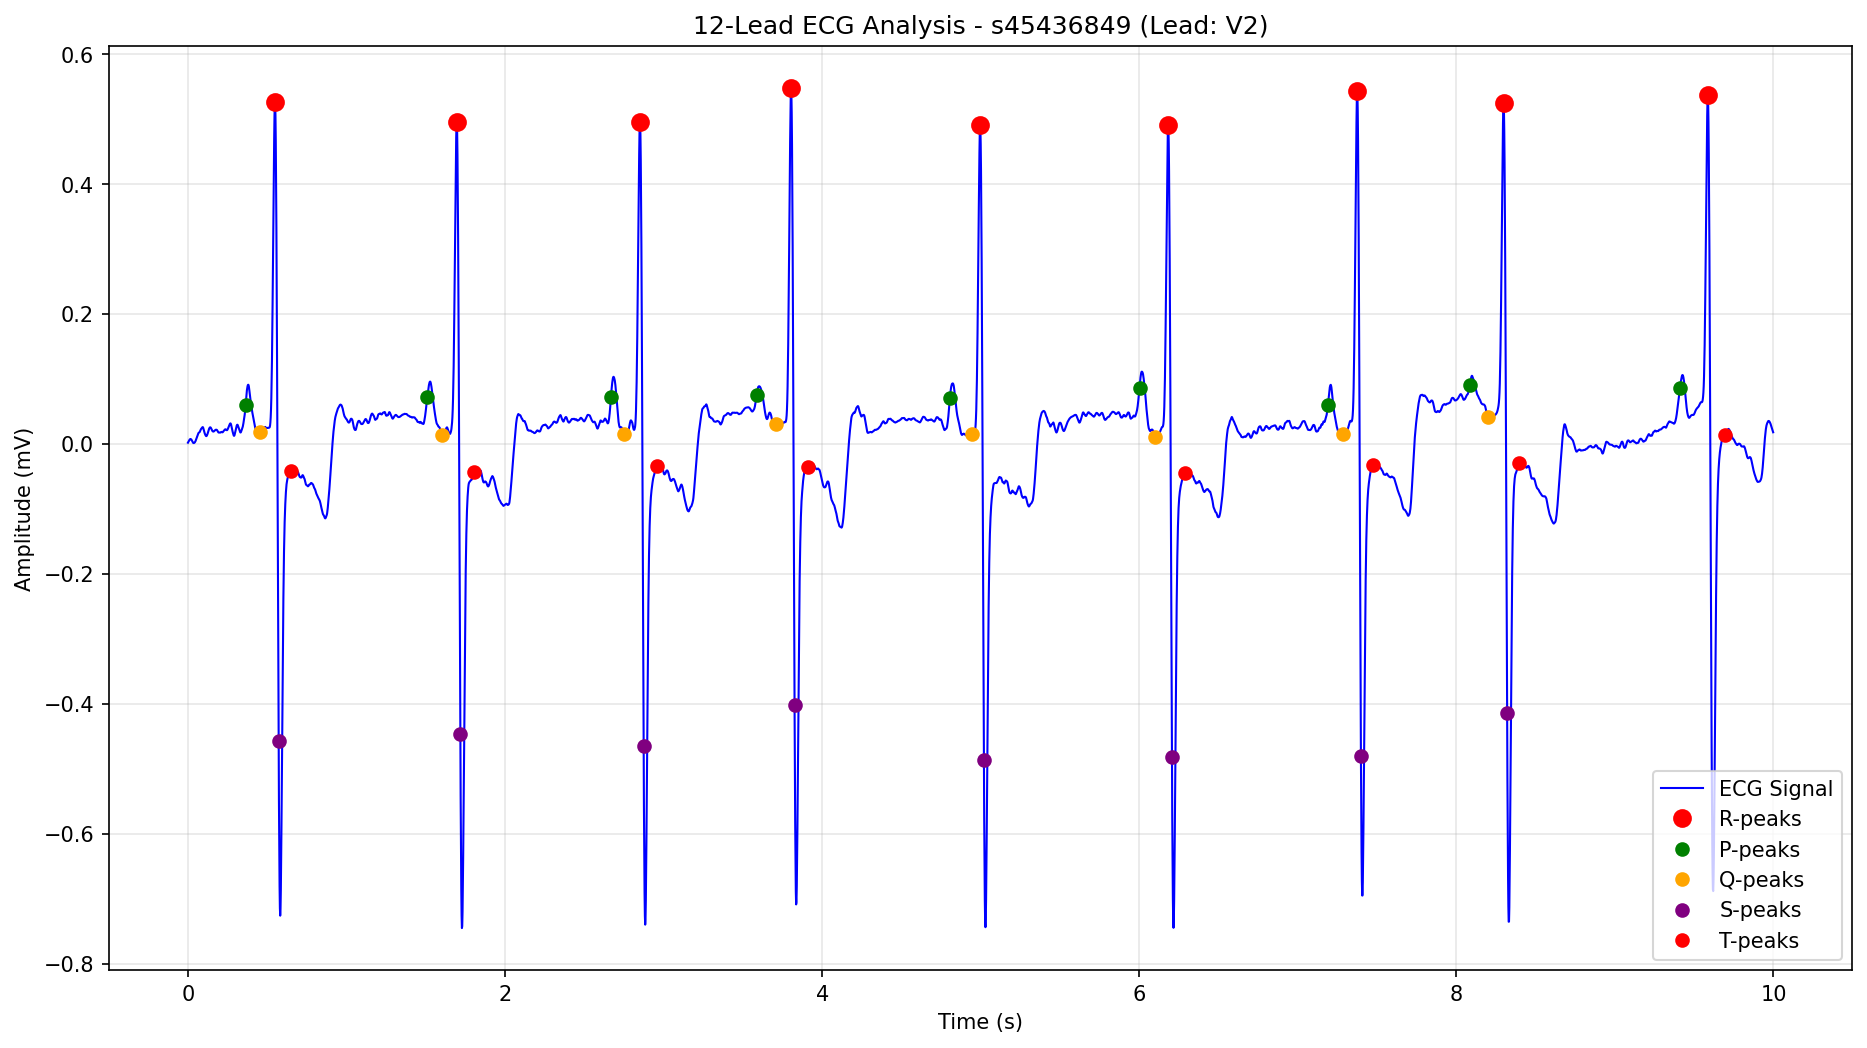 12-Lead ECG Analysis - s45436849 (Lead: V2)
0.6
0.4
0.2
0.0
−0.2
−0.4
−0.6
−0.8
Amplitude (mV)
0 2 4 6 8 10
Time (s)
ECG Signal
R-peaks
P-peaks
Q-peaks
S-peaks
T-peaks